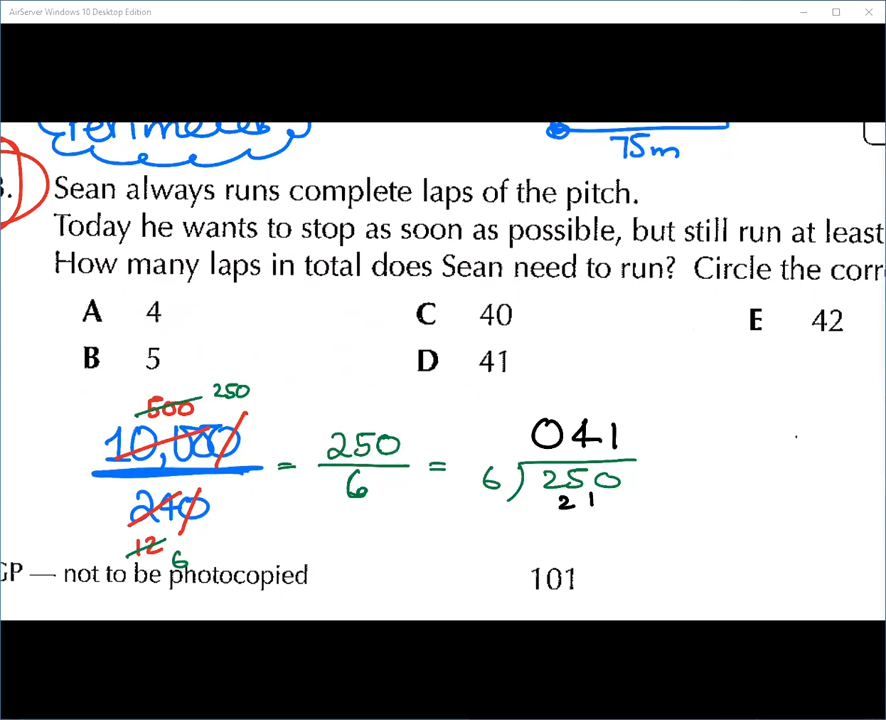 AirServer Windows 10 Desktop Edition
Perimeter
75m
3.
Sean always runs complete laps of the pitch.
Today he wants to stop as soon as possible, but still run at least
How many laps in total does Sean need to run? Circle the corr
A 4 C 40 E 42
B 5 D 41
500 250
10,000 = 250 = 041
240 6 6 ) 250
2 1
12 6
GP — not to be photocopied 101